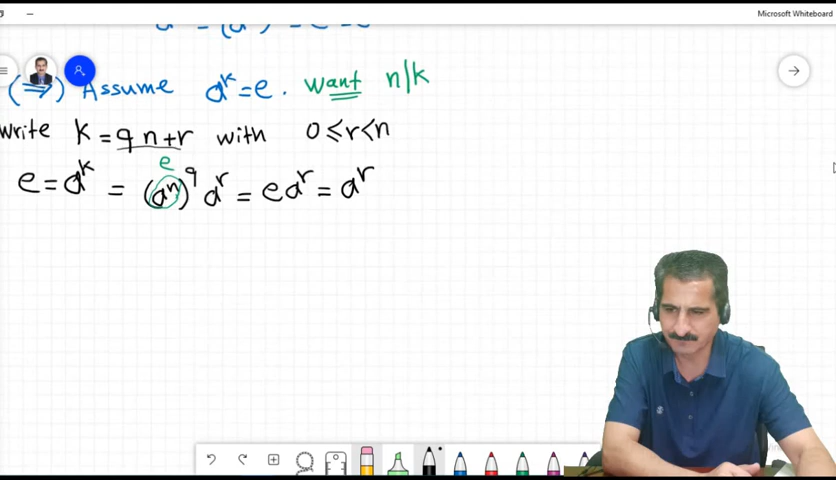 Microsoft Whiteboard
(⇒) Assume a^k = e. want n|k
write k = qn+r with 0 ≤ r < n
e
e = a^k = (a^n)^q a^r = e a^r = a^r